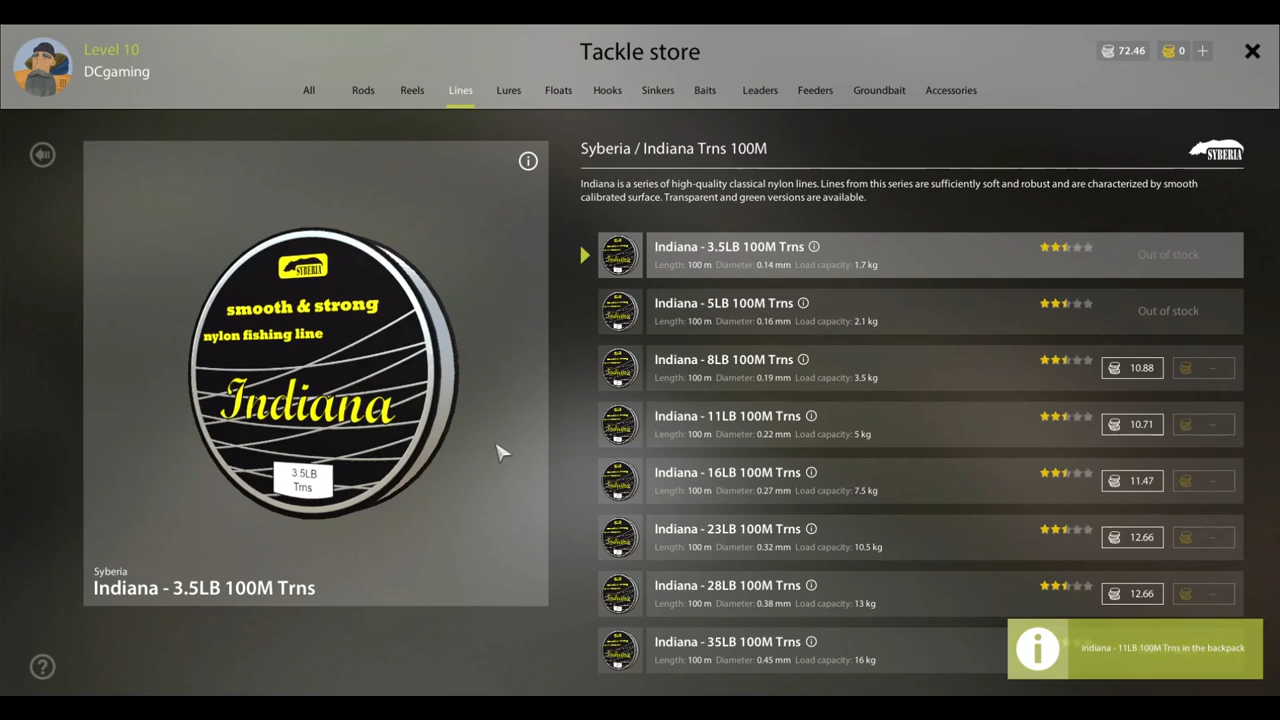 Level 10
DCgaming
Tackle store
72.46
0
All Rods Reels Lines Lures Floats Hooks Sinkers Baits Leaders Feeders Groundbait Accessories
SYBERIA
smooth & strong
nylon fishing line
Indiana
3.5LB
Trns
Syberia
Indiana - 3.5LB 100M Trns
Syberia / Indiana Trns 100M
SYBERIA
Indiana is a series of high-quality classical nylon lines. Lines from this series are sufficiently soft and robust and are characterized by smooth
calibrated surface. Transparent and green versions are available.
Indiana - 3.5LB 100M Trns
Length: 100 m Diameter: 0.14 mm Load capacity: 1.7 kg
Out of stock
Indiana - 5LB 100M Trns
Length: 100 m Diameter: 0.16 mm Load capacity: 2.1 kg
Out of stock
Indiana - 8LB 100M Trns
Length: 100 m Diameter: 0.19 mm Load capacity: 3.5 kg
10.88 --
Indiana - 11LB 100M Trns
Length: 100 m Diameter: 0.22 mm Load capacity: 5 kg
10.71 --
Indiana - 16LB 100M Trns
Length: 100 m Diameter: 0.27 mm Load capacity: 7.5 kg
11.47 --
Indiana - 23LB 100M Trns
Length: 100 m Diameter: 0.32 mm Load capacity: 10.5 kg
12.66 --
Indiana - 28LB 100M Trns
Length: 100 m Diameter: 0.38 mm Load capacity: 13 kg
12.66 --
Indiana - 35LB 100M Trns
Length: 100 m Diameter: 0.45 mm Load capacity: 16 kg
Indiana - 11LB 100M Trns in the backpack